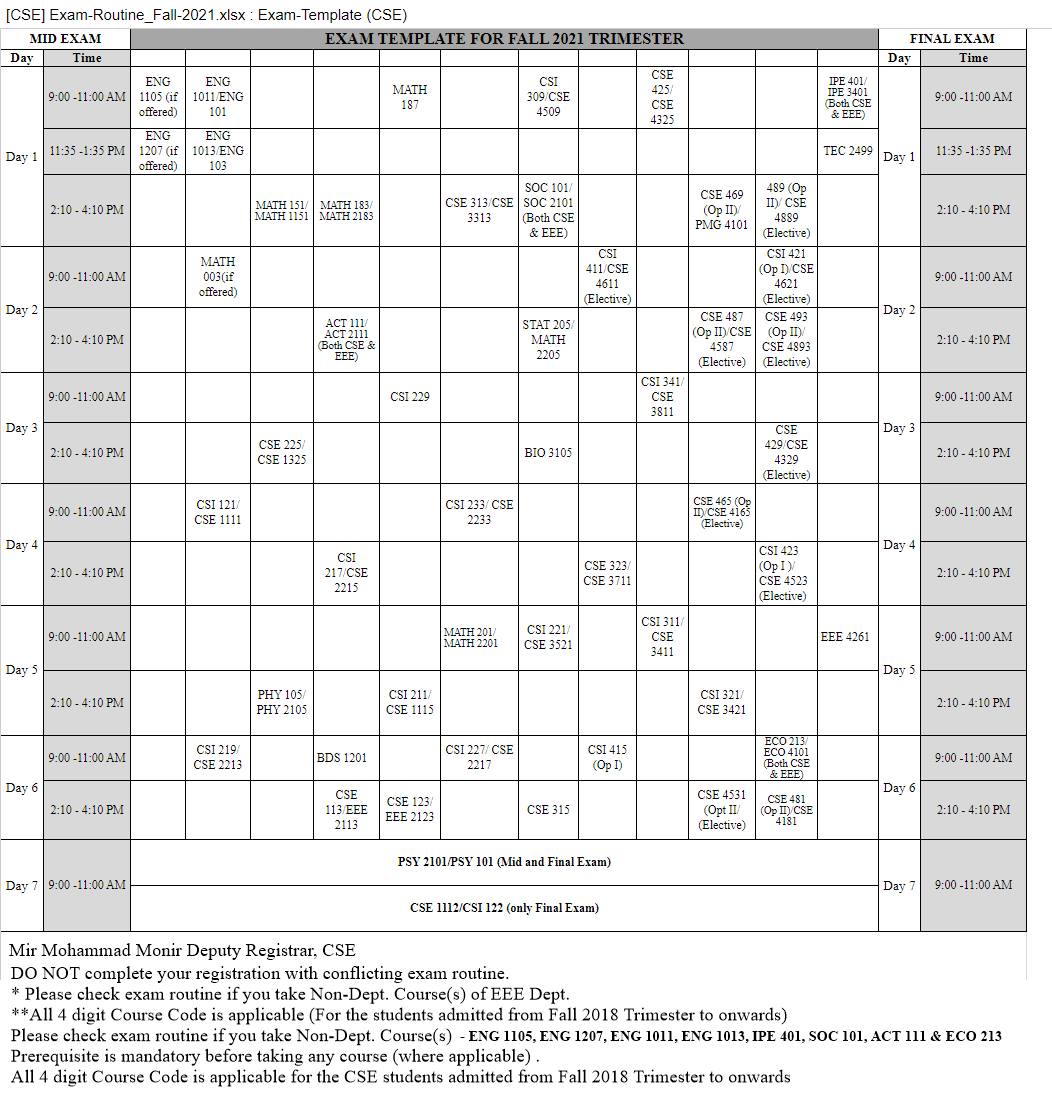 [CSE] Exam-Routine_Fall-2021.xlsx : Exam-Template (CSE)
MID EXAM EXAM TEMPLATE FOR FALL 2021 TRIMESTER FINAL EXAM
Day Time Day Time
Day 1
9:00 -11:00 AM
ENG
1105 (if
offered)
ENG
1011/ENG
101
MATH
187
CSI
309/CSE
4509
CSE
425/
CSE
4325
IPE 401/
IPE 3401
(Both CSE
& EEE)
Day 1
9:00 -11:00 AM
11:35 -1:35 PM
ENG
1207 (if
offered)
ENG
1013/ENG
103
TEC 2499
11:35 -1:35 PM
2:10 - 4:10 PM
MATH 151/
MATH 1151
MATH 183/
MATH 2183
CSE 313/CSE
3313
SOC 101/
SOC 2101
(Both CSE
& EEE)
CSE 469
(Op II)/
PMG 4101
489 (Op
II)/ CSE
4889
(Elective)
2:10 - 4:10 PM
Day 2
9:00 -11:00 AM
MATH
003(if
offered)
CSI
411/CSE
4611
(Elective)
CSI 421
(Op I)/CSE
4621
(Elective)
Day 2
9:00 -11:00 AM
2:10 - 4:10 PM
ACT 111/
ACT 2111
(Both CSE &
EEE)
STAT 205/
MATH
2205
CSE 487
(Op II)/CSE
4587
(Elective)
CSE 493
(Op II)/
CSE 4893
(Elective)
2:10 - 4:10 PM
Day 3
9:00 -11:00 AM
CSI 229
CSI 341/
CSE
3811
Day 3
9:00 -11:00 AM
2:10 - 4:10 PM
CSE 225/
CSE 1325
BIO 3105
CSE
429/CSE
4329
(Elective)
2:10 - 4:10 PM
Day 4
9:00 -11:00 AM
CSI 121/
CSE 1111
CSI 233/ CSE
2233
CSE 465 (Op
II)/CSE 4165
(Elective)
Day 4
9:00 -11:00 AM
2:10 - 4:10 PM
CSI
217/CSE
2215
CSE 323/
CSE 3711
CSI 423
(Op I )/
CSE 4523
(Elective)
2:10 - 4:10 PM
Day 5
9:00 -11:00 AM
MATH 201/
MATH 2201
CSI 221/
CSE 3521
CSI 311/
CSE
3411
EEE 4261
Day 5
9:00 -11:00 AM
2:10 - 4:10 PM
PHY 105/
PHY 2105
CSI 211/
CSE 1115
CSI 321/
CSE 3421
2:10 - 4:10 PM
Day 6
9:00 -11:00 AM
CSI 219/
CSE 2213
BDS 1201
CSI 227/ CSE
2217
CSI 415
(Op I)
ECO 213/
ECO 4101
(Both CSE
& EEE)
Day 6
9:00 -11:00 AM
2:10 - 4:10 PM
CSE
113/EEE
2113
CSE 123/
EEE 2123
CSE 315
CSE 4531
(Opt II/
(Elective)
CSE 481
(Op II)/CSE
4181
2:10 - 4:10 PM
Day 7
9:00 -11:00 AM
PSY 2101/PSY 101 (Mid and Final Exam)
CSE 1112/CSI 122 (only Final Exam)
Day 7
9:00 -11:00 AM
Mir Mohammad Monir Deputy Registrar, CSE
DO NOT complete your registration with conflicting exam routine.
* Please check exam routine if you take Non-Dept. Course(s) of EEE Dept.
**All 4 digit Course Code is applicable (For the students admitted from Fall 2018 Trimester to onwards)
Please check exam routine if you take Non-Dept. Course(s) - ENG 1105, ENG 1207, ENG 1011, ENG 1013, IPE 401, SOC 101, ACT 111 & ECO 213
Prerequisite is mandatory before taking any course (where applicable) .
All 4 digit Course Code is applicable for the CSE students admitted from Fall 2018 Trimester to onwards